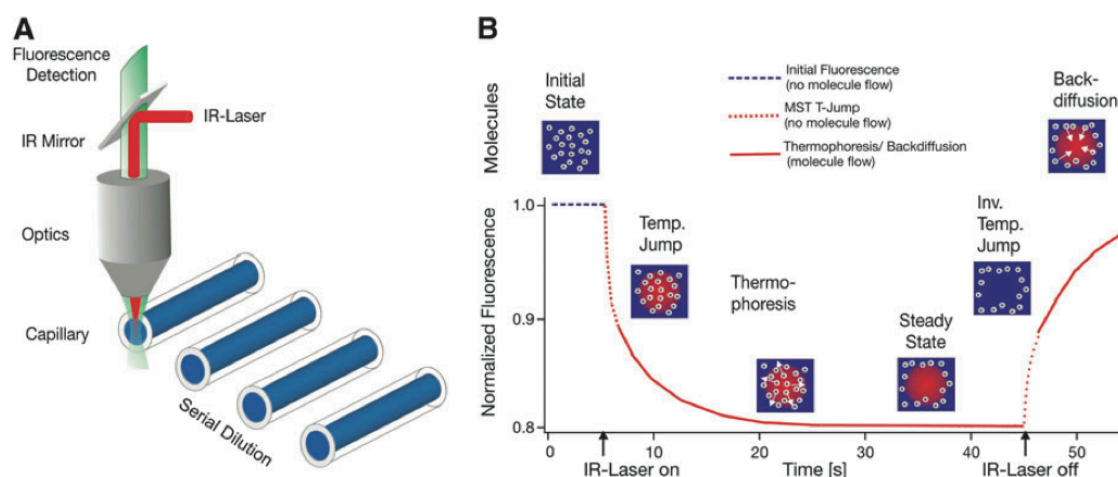 A
Fluorescence
Detection
IR-Laser
IR Mirror
Optics
Capillary
Serial Dilution
B
Molecules
Initial
State
Initial Fluorescence
(no molecule flow)
MST T-Jump
(no molecule flow)
Thermophoresis/ Backdiffusion
(molecule flow)
Back-
diffusion
Normalized Fluorescence
1.0
0.9
0.8
Temp.
Jump
Thermo-
phoresis
Steady
State
Inv.
Temp.
Jump
0
10
20
30
40
50
IR-Laser on
Time [s]
IR-Laser off